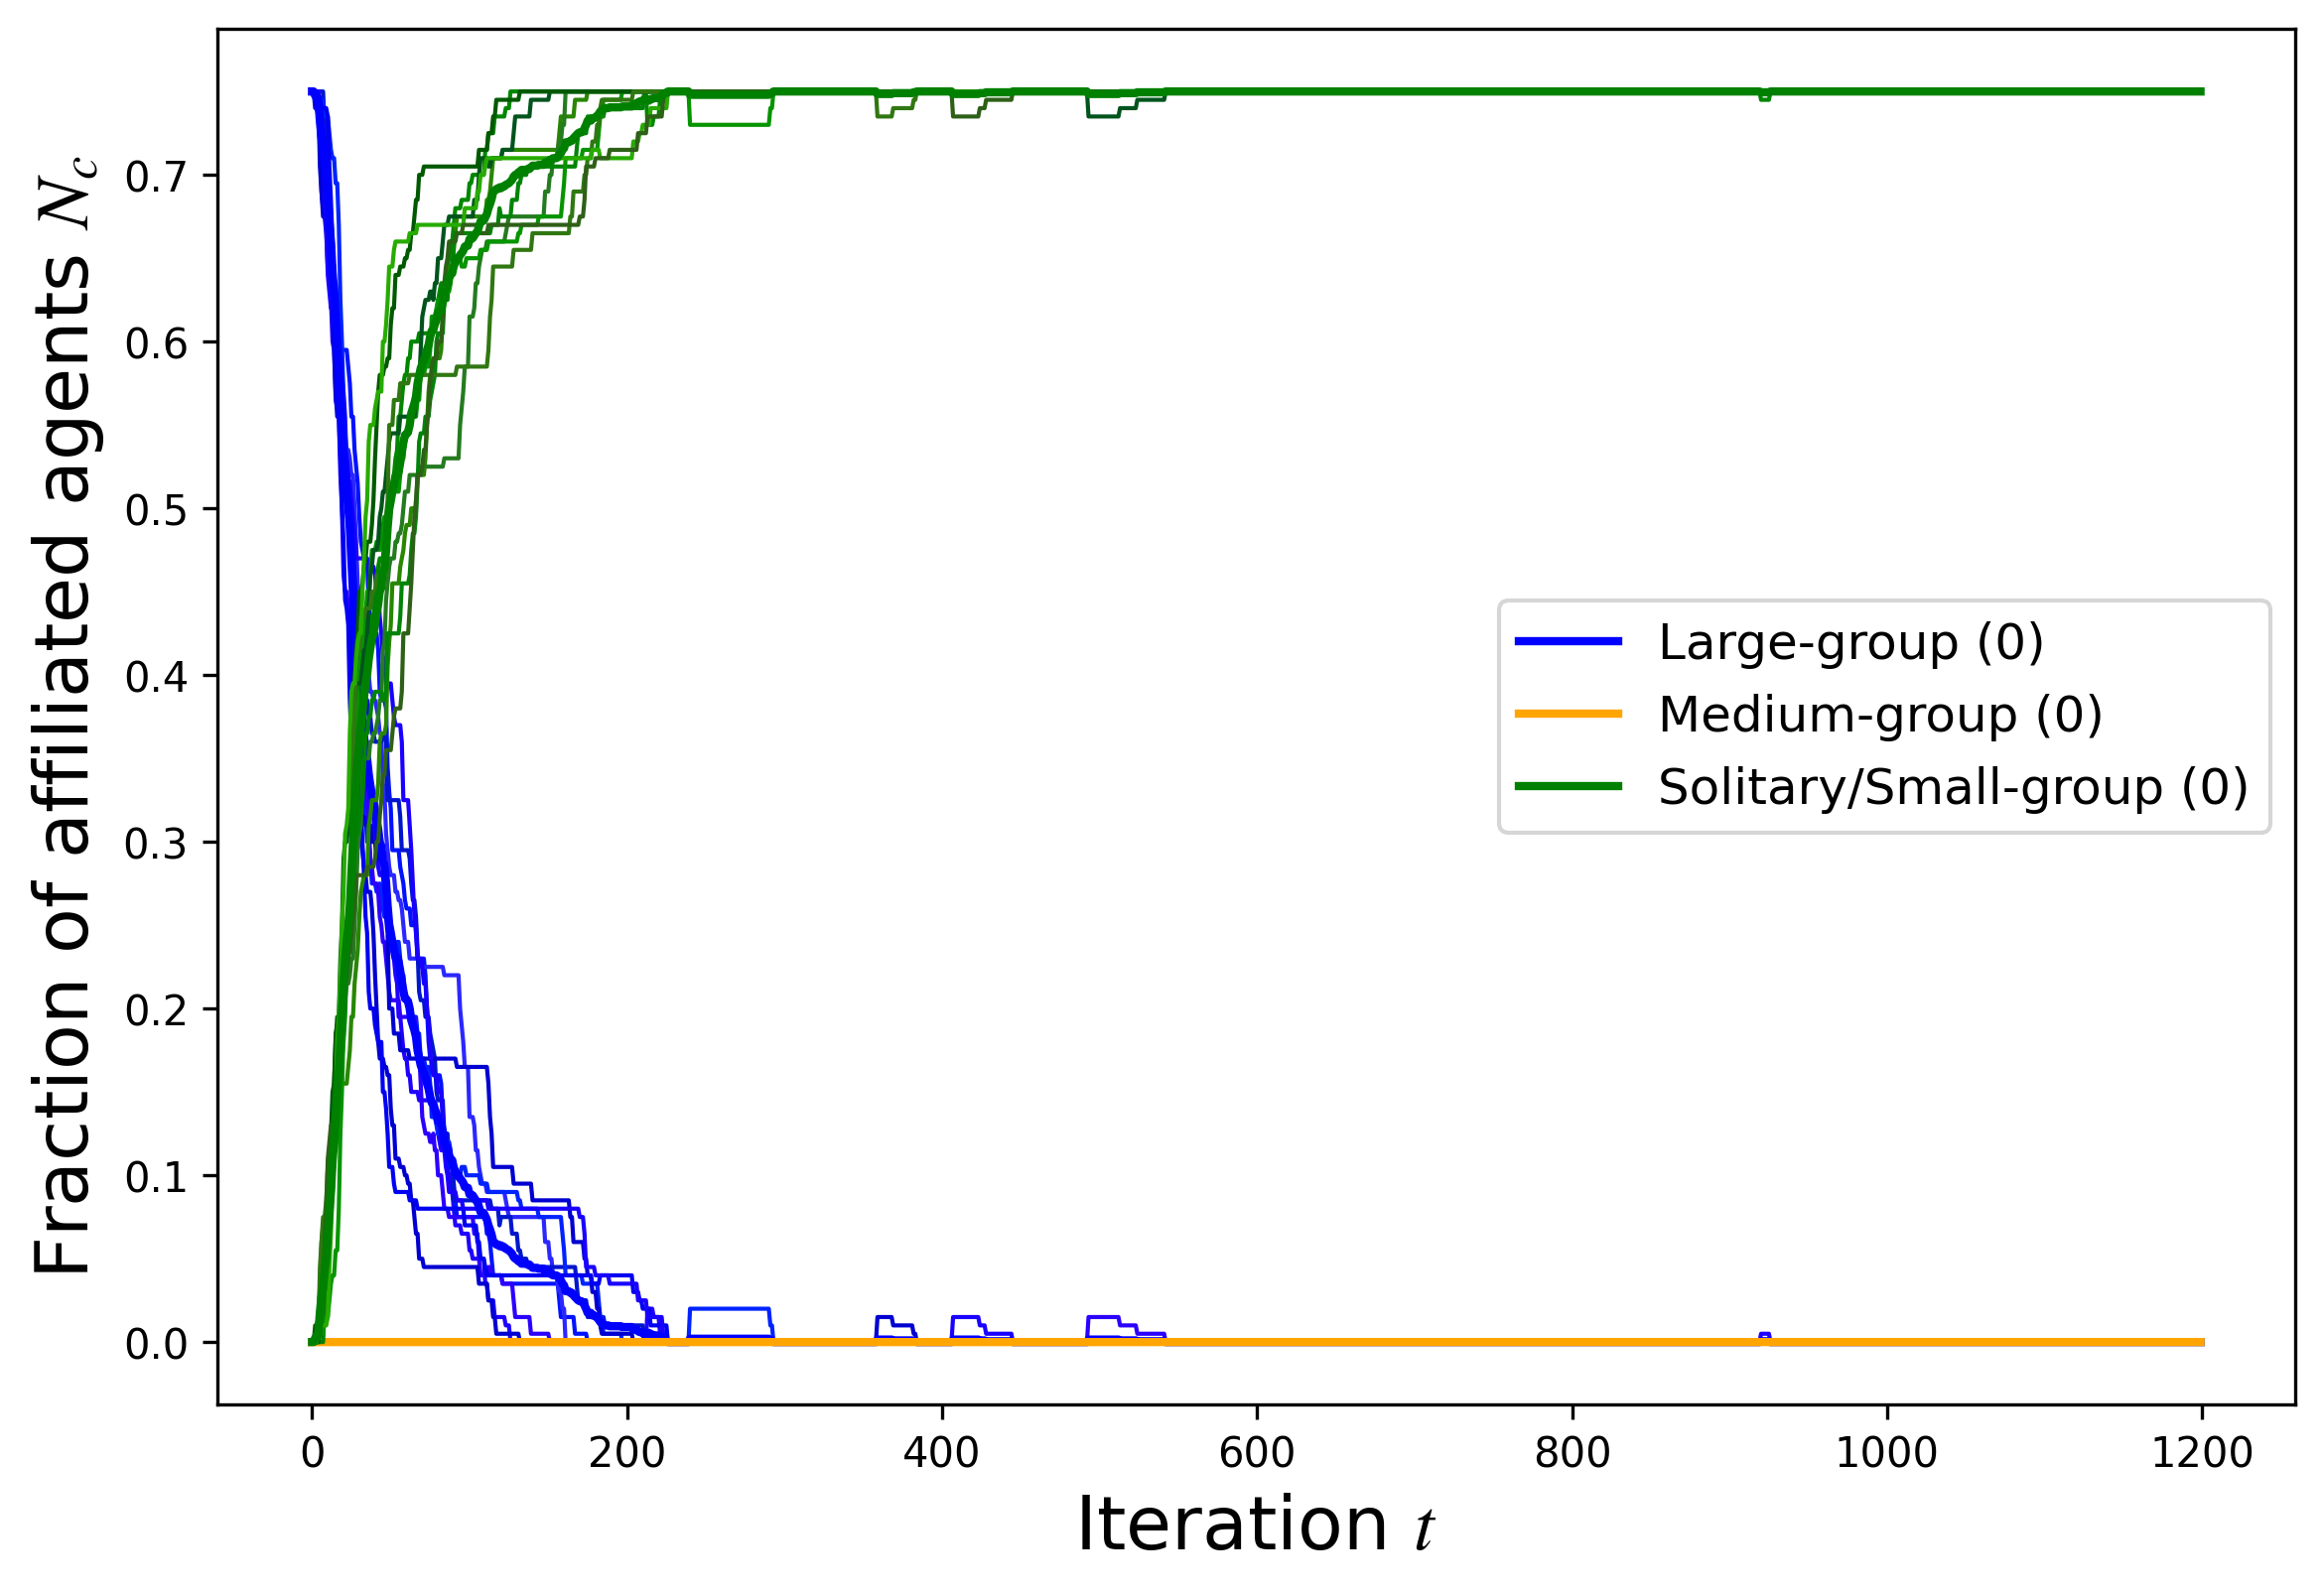 Fraction of affiliated agents N_c
0.7
0.6
0.5
0.4
0.3
0.2
0.1
0.0
Large-group (0)
Medium-group (0)
Solitary/Small-group (0)
0 200 400 600 800 1000 1200
Iteration t